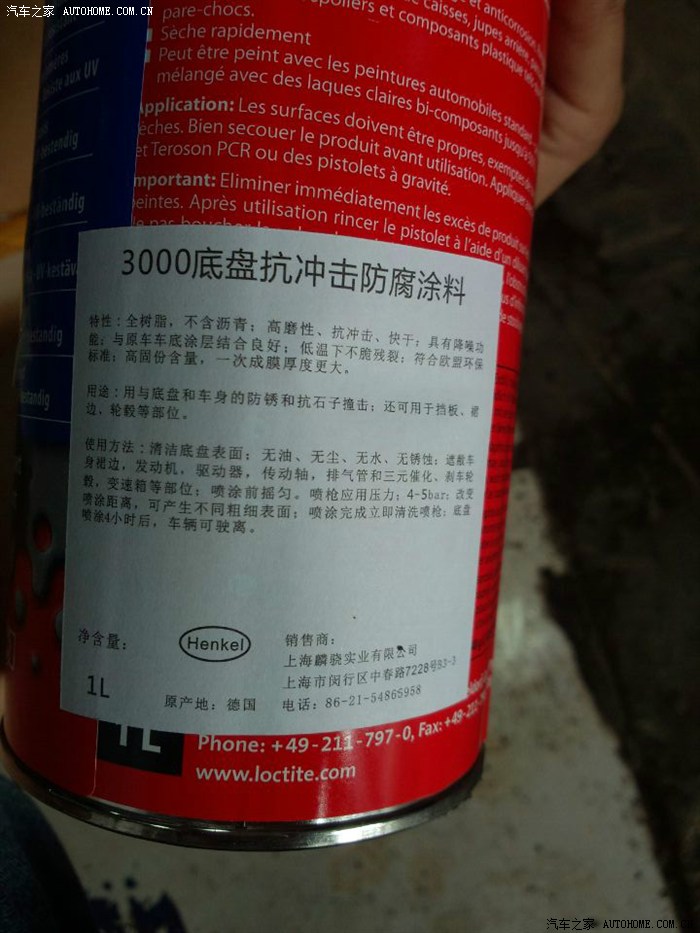 汽车之家 AUTOHOME.COM.CN
pare-chocs.
Sèche rapidement
Peut être peint avec les peintures automobiles standard
mélangé avec des laques claires bi-composants
Application: Les surfaces doivent être propres, exemptes
sèches. Bien secouer le produit avant utilisation.
et Teroson PCR ou des pistolets à gravité.
Important: Eliminer immédiatement les excès de produit
peintes. Après utilisation rincer le pistolet à l'aide d'un
3000底盘抗冲击防腐涂料
特性：全树脂，不含沥青；高磨性、抗冲击、快干；具有降噪功
能；与原车车底涂层结合良好；低温下不脆残裂；符合欧盟环保
标准；高固份含量，一次成膜厚度更大。
用途：用与底盘和车身的防锈和抗石子撞击；还可用于挡板、裙
边、轮毂等部位。
使用方法：清洁底盘表面；无油、无尘、无水、无锈蚀；遮蔽车
身裙边，发动机，驱动器，传动轴，排气管和三元催化、刹车轮
毂，变速箱等部位；喷涂前摇匀。喷枪应用压力；4-5bar；改变
喷涂距离，可产生不同粗细表面；喷涂完成立即清洗喷枪；底盘
喷涂4小时后，车辆可驶离。
净含量：
1L
Henkel
原产地：德国
销售商：
上海麟骁实业有限公司
上海市闵行区中春路7228号B3-3
电话：86-21-54865958
1L
Phone: +49-211-797-0, Fax: +49-211-
www.loctite.com
汽车之家 AUTOHOME.COM.CN